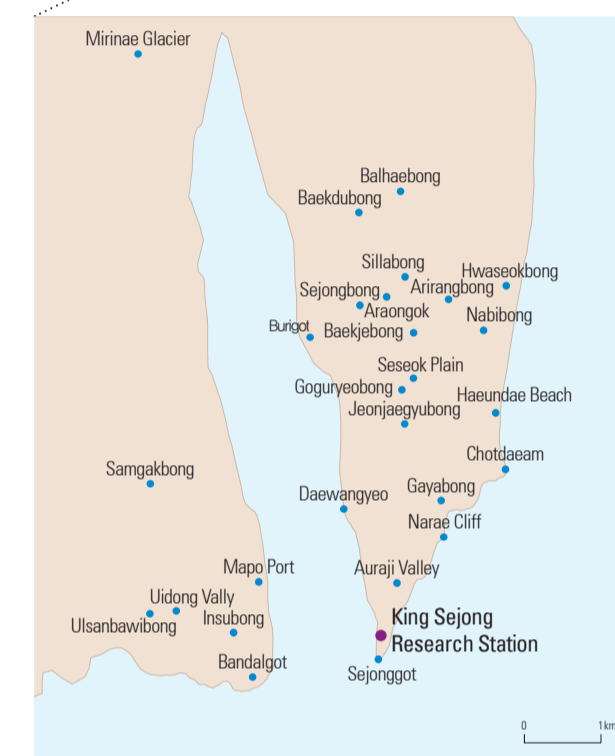 Mirinae Glacier
Balhaebong
Baekdubong
Sillabong
Hwaseokbong
Sejongbong
Arirangbong
Araongok
Nabibong
Burigot
Baekjebong
Seseok Plain
Goguryeobong
Haeundae Beach
Jeonjaegyubong
Chotdaeam
Samgakbong
Gayabong
Daewangyeo
Narae Cliff
Mapo Port
Auraji Valley
Uidong Vally
Insubong
Ulsanbawibong
King Sejong
Research Station
Bandalgot
Sejonggot
0 1km